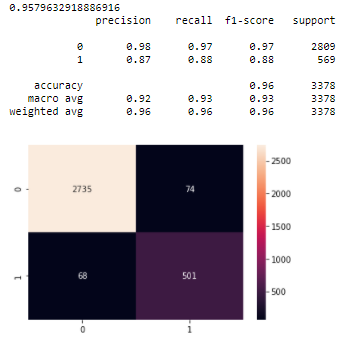 0.9579632918886916
precision recall f1-score support
0 0.98 0.97 0.97 2809
1 0.87 0.88 0.88 569
accuracy 0.96 3378
macro avg 0.92 0.93 0.93 3378
weighted avg 0.96 0.96 0.96 3378
0 2735 74
1 68 501
0 1
2500
2000
1500
1000
500